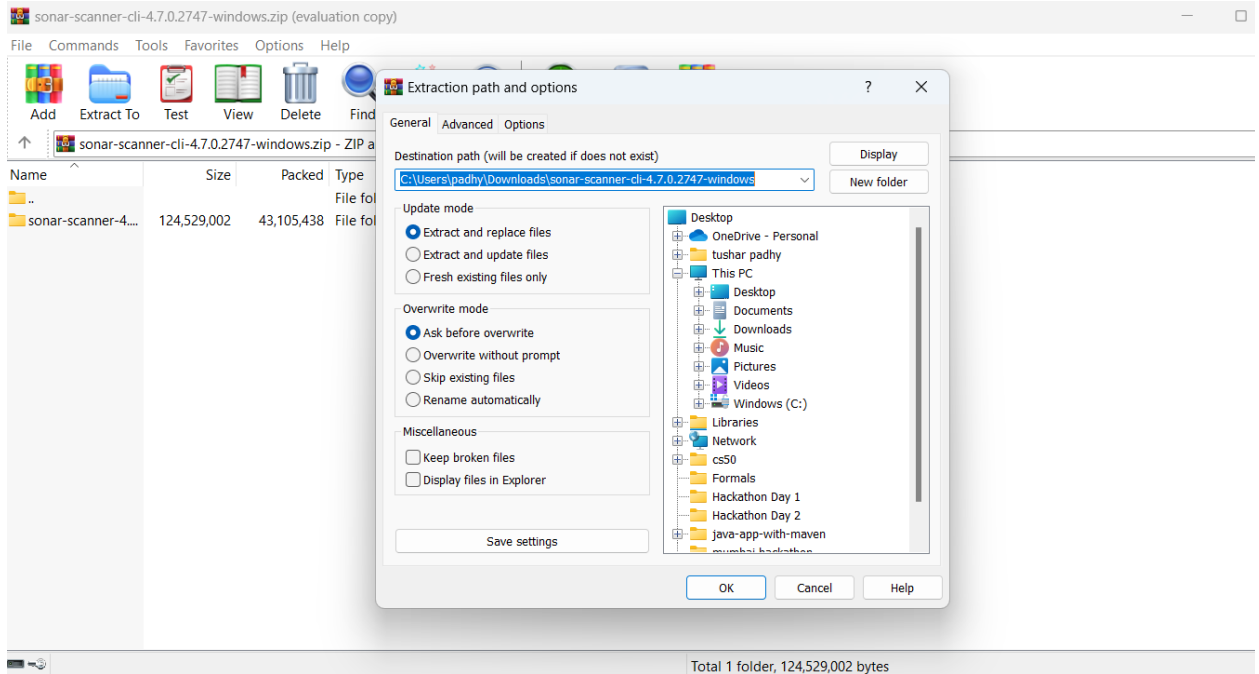 sonar-scanner-cli-4.7.0.2747-windows.zip (evaluation copy)
File Commands Tools Favorites Options Help
Add Extract To Test View Delete Find
sonar-scanner-cli-4.7.0.2747-windows.zip - ZIP a
Name Size Packed Type
.. File fol
sonar-scanner-4.... 124,529,002 43,105,438 File fol
Extraction path and options
General Advanced Options
Destination path (will be created if does not exist)
C:\Users\padhy\Downloads\sonar-scanner-cli-4.7.0.2747-windows
Display
New folder
Update mode
Extract and replace files
Extract and update files
Fresh existing files only
Overwrite mode
Ask before overwrite
Overwrite without prompt
Skip existing files
Rename automatically
Miscellaneous
Keep broken files
Display files in Explorer
Save settings
Desktop
OneDrive - Personal
tushar padhy
This PC
Desktop
Documents
Downloads
Music
Pictures
Videos
Windows (C:)
Libraries
Network
cs50
Formals
Hackathon Day 1
Hackathon Day 2
java-app-with-maven
mumbai hackathon
OK Cancel Help
Total 1 folder, 124,529,002 bytes